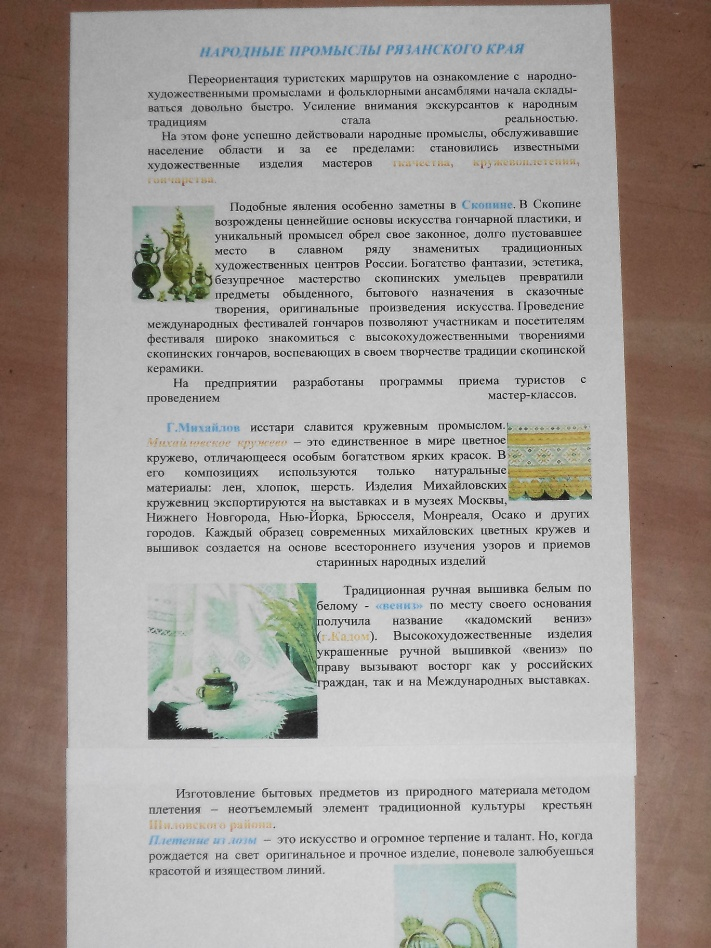 НАРОДНЫЕ ПРОМЫСЛЫ РЯЗАНСКОГО КРАЯ
Переориентация туристских маршрутов на ознакомление с народно-
художественными промыслами и фольклорными ансамблями начала склады-
ваться довольно быстро. Усиление внимания экскурсантов к народным
традициям стала реальностью.
На этом фоне успешно действовали народные промыслы, обслуживавшие
население области и за ее пределами: становились известными
художественные изделия мастеров ткачества, кружевоплетения,
гончарства.
Подобные явления особенно заметны в Скопине. В Скопине
возрождены ценнейшие основы искусства гончарной пластики, и
уникальный промысел обрел свое законное, долго пустовавшее
место в славном ряду знаменитых традиционных
художественных центров России. Богатство фантазии, эстетика,
безупречное мастерство скопинских умельцев превратили
предметы обыденного, бытового назначения в сказочные
творения, оригинальные произведения искусства. Проведение
международных фестивалей гончаров позволяют участникам и посетителям
фестиваля широко знакомиться с высокохудожественными творениями
скопинских гончаров, воспевающих в своем творчестве традиции скопинской
керамики.
На предприятии разработаны программы приема туристов с
проведением мастер-классов.
Г.Михайлов исстари славится кружевным промыслом.
Михайловское кружево – это единственное в мире цветное
кружево, отличающееся особым богатством ярких красок. В
его композициях используются только натуральные
материалы: лен, хлопок, шерсть. Изделия Михайловских
кружевниц экспортируются на выставках и в музеях Москвы,
Нижнего Новгорода, Нью-Йорка, Брюсселя, Монреаля, Осако и других
городов. Каждый образец современных михайловских цветных кружев и
вышивок создается на основе всестороннего изучения узоров и приемов
старинных народных изделий
Традиционная ручная вышивка белым по
белому - «вениз» по месту своего основания
получила название «кадомский вениз»
(г.Кадом). Высокохудожественные изделия
украшенные ручной вышивкой «вениз» по
праву вызывают восторг как у российских
граждан, так и на Международных выставках.
Изготовление бытовых предметов из природного материала методом
плетения – неотъемлемый элемент традиционной культуры крестьян
Шиловского района.
Плетение из лозы – это искусство и огромное терпение и талант. Но, когда
рождается на свет оригинальное и прочное изделие, поневоле залюбуешься
красотой и изяществом линий.